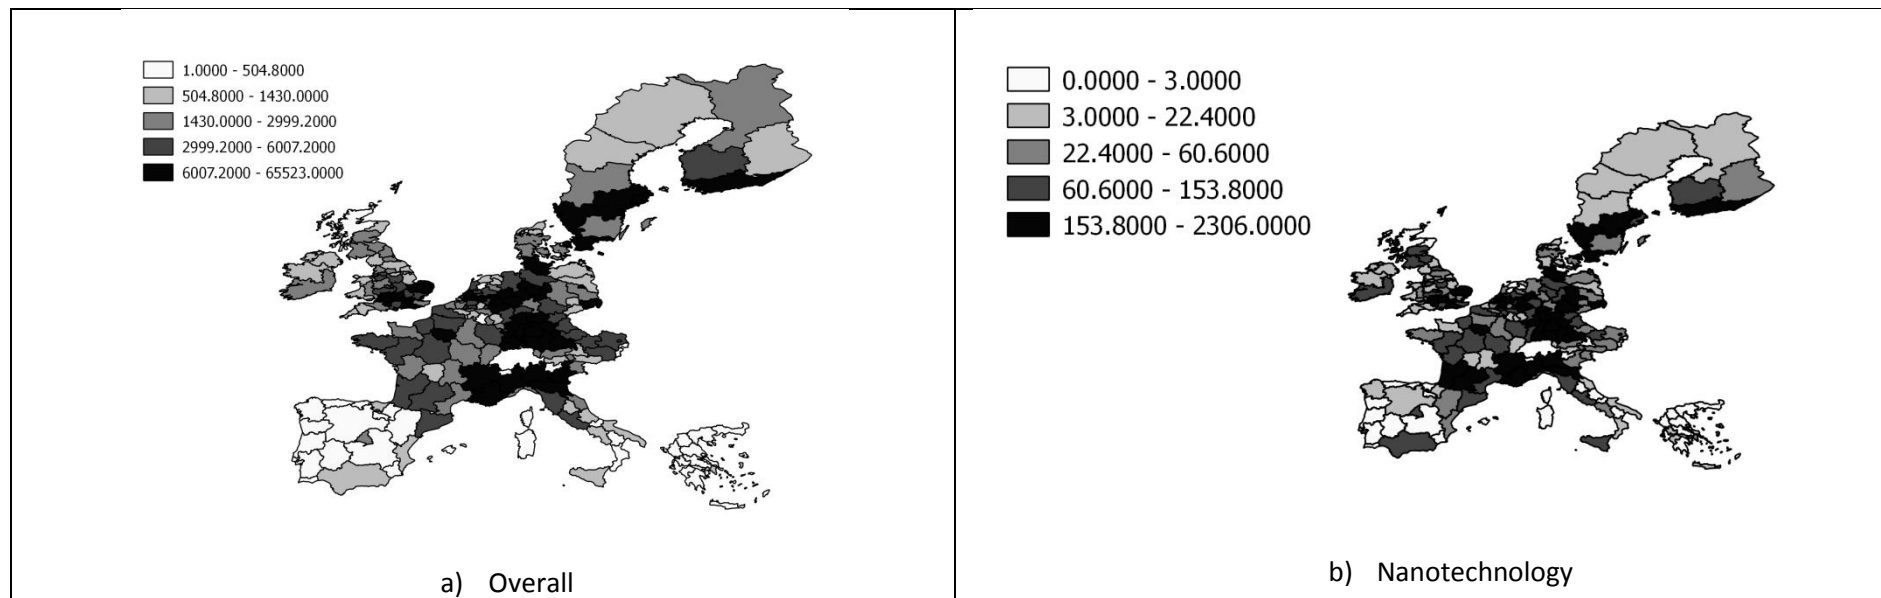 1.0000 - 504.8000
504.8000 - 1430.0000
1430.0000 - 2999.2000
2999.2000 - 6007.2000
6007.2000 - 65523.0000
a) Overall
0.0000 - 3.0000
3.0000 - 22.4000
22.4000 - 60.6000
60.6000 - 153.8000
153.8000 - 2306.0000
b) Nanotechnology